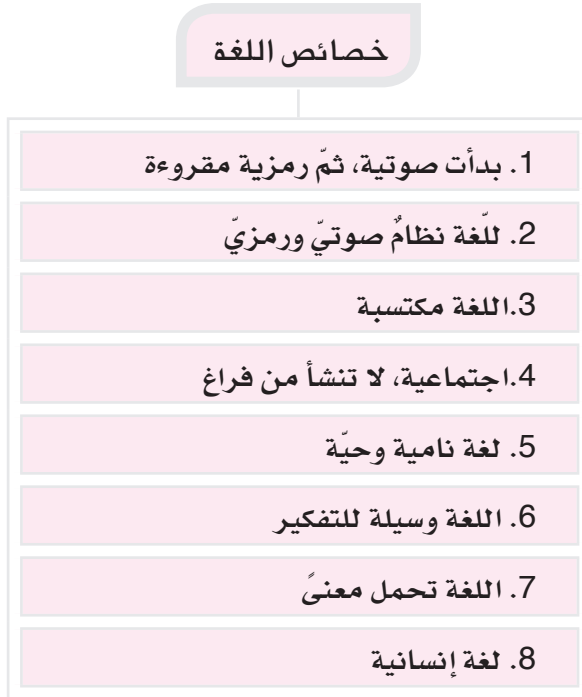 خصائص اللغة
1. بدأت صوتية، ثمّ رمزية مقروءة
2. للّغة نظامٌ صوتيّ ورمزيّ
3.اللغة مكتسبة
4.اجتماعية، لا تنشأ من فراغ
5. لغة نامية وحيّة
6. اللغة وسيلة للتفكير
7. اللغة تحمل معنىً
8. لغة إنسانية